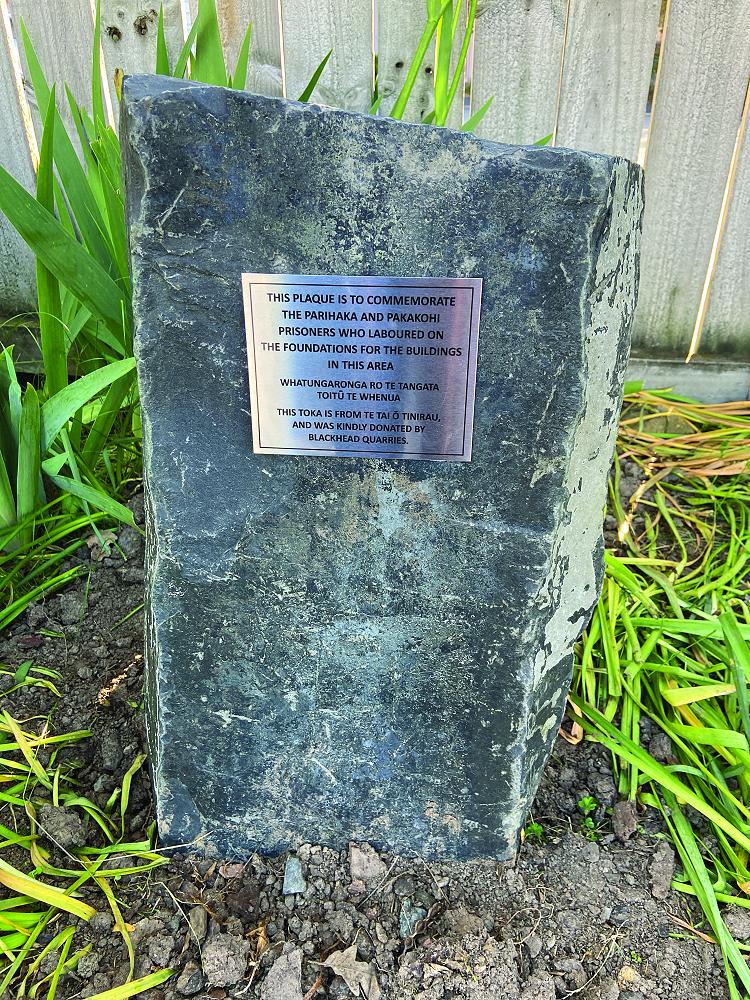 THIS PLAQUE IS TO COMMEMORATE
THE PARIHAKA AND PAKAKOHI
PRISONERS WHO LABOURED ON
THE FOUNDATIONS FOR THE BUILDINGS
IN THIS AREA
WHATUNGARONGA RO TE TANGATA
TOITŪ TE WHENUA
THIS TOKA IS FROM TE TAI Ō TINIRAU,
AND WAS KINDLY DONATED BY
BLACKHEAD QUARRIES.